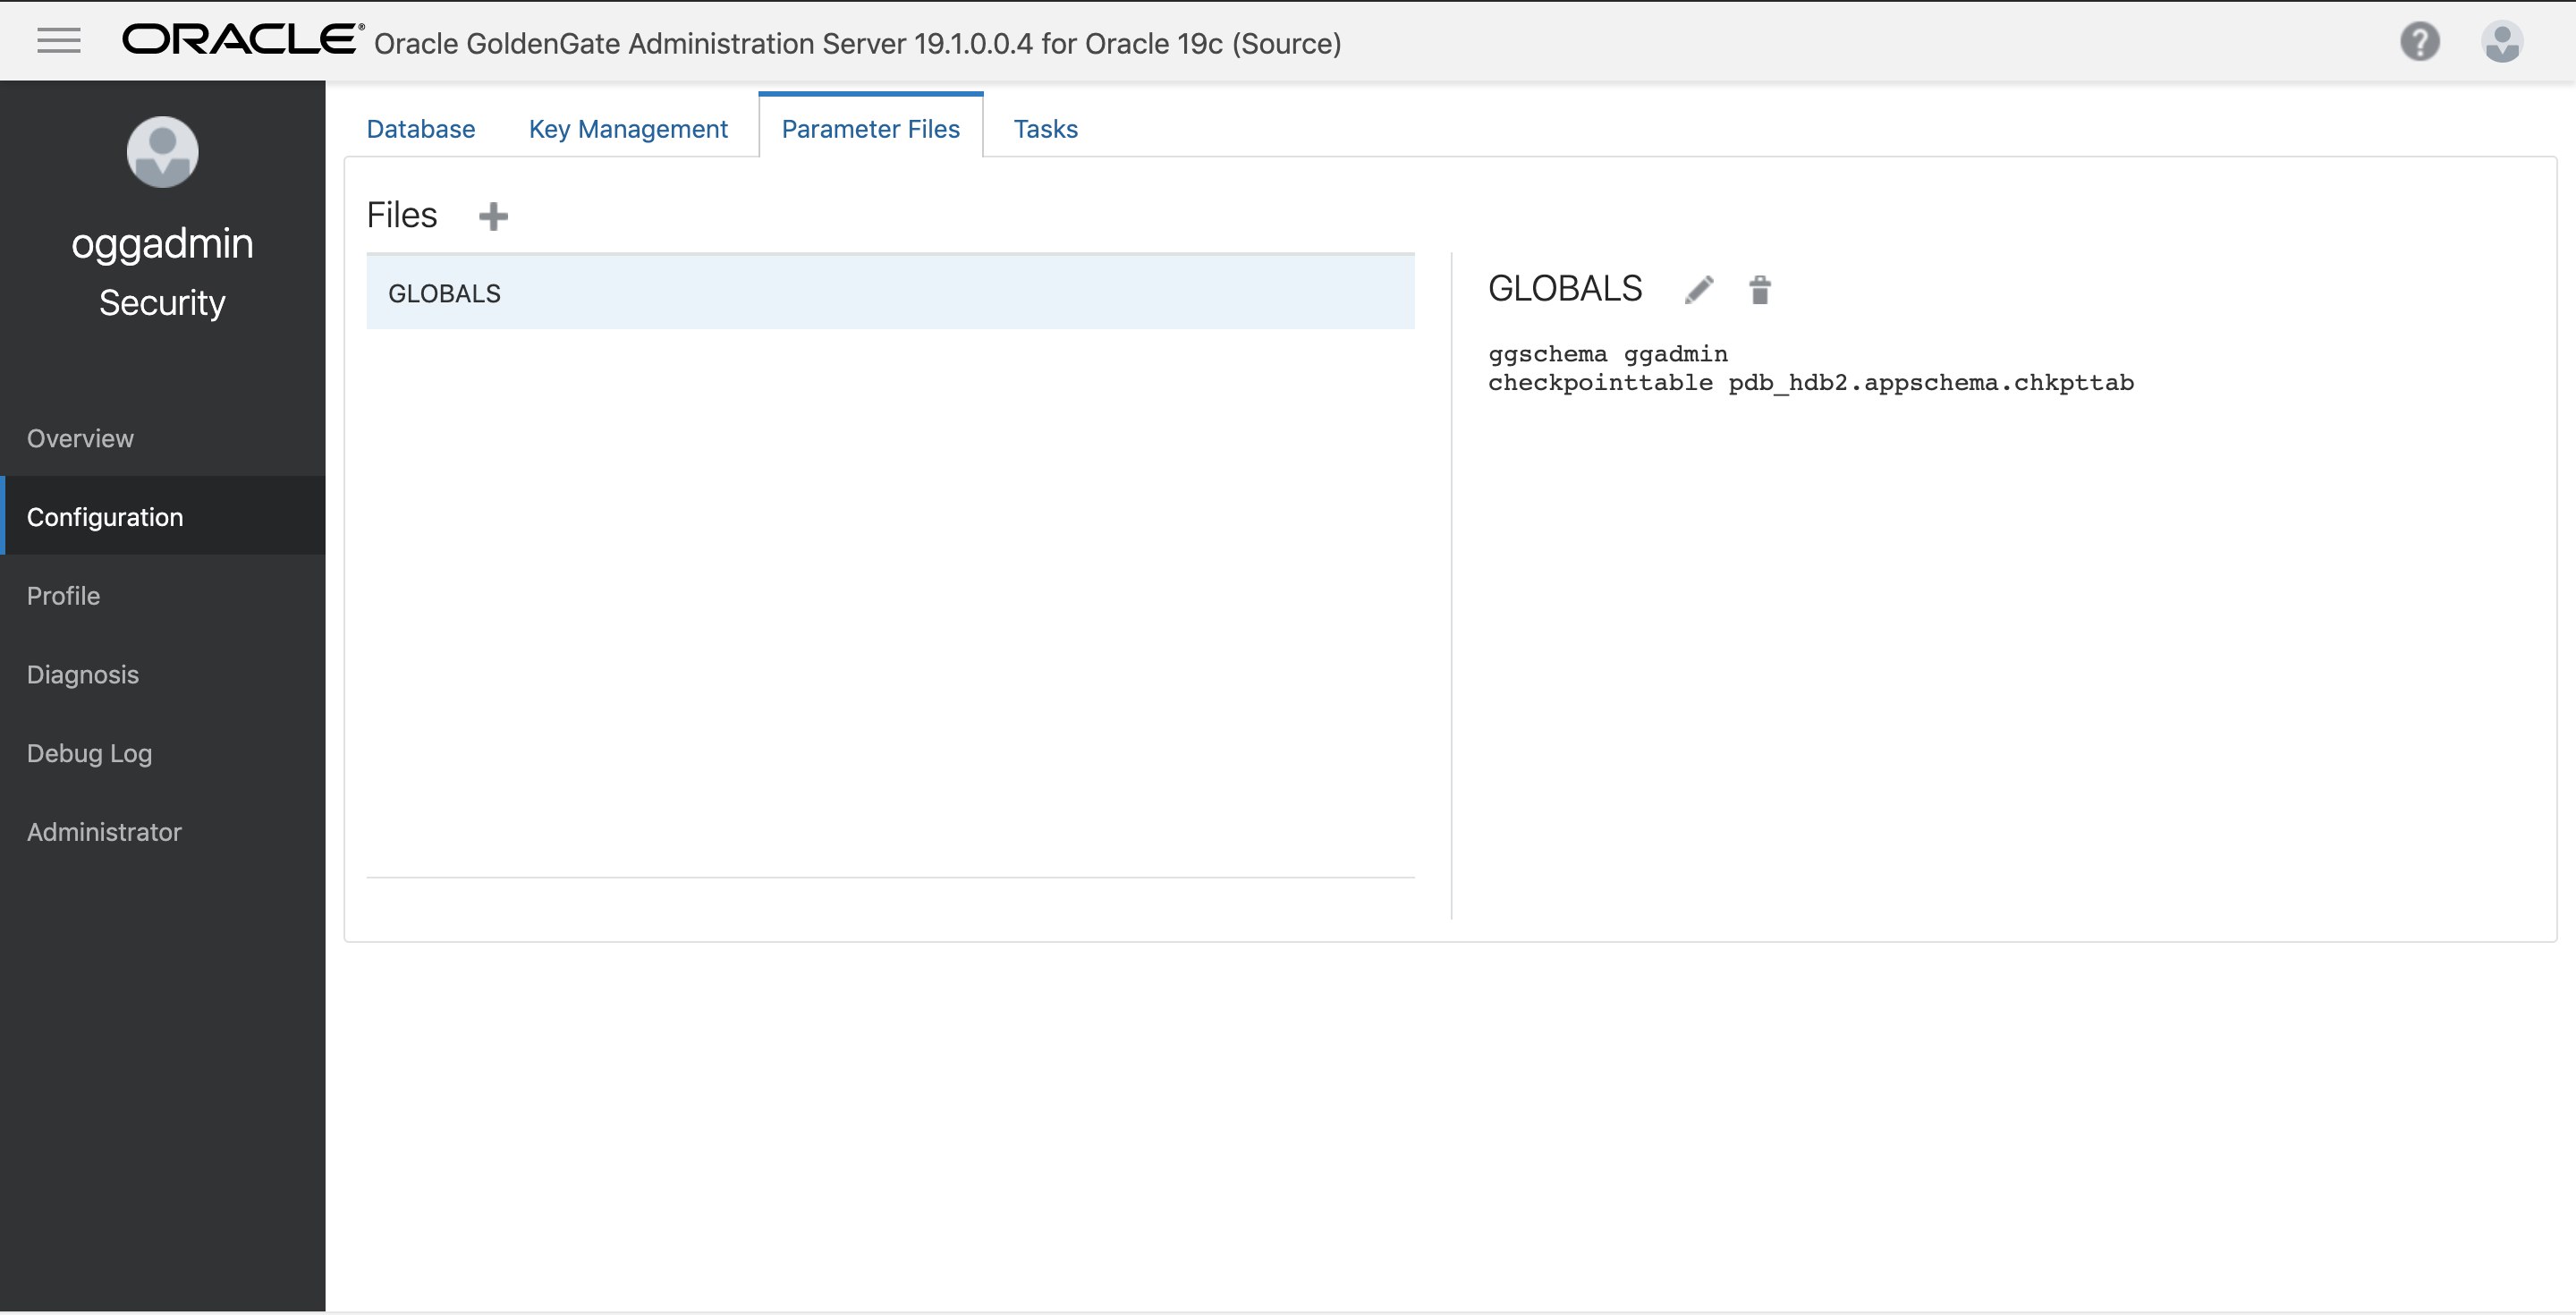 ORACLE® Oracle GoldenGate Administration Server 19.1.0.0.4 for Oracle 19c (Source)
?
oggadmin
Security
Overview
Configuration
Profile
Diagnosis
Debug Log
Administrator
Database Key Management Parameter Files Tasks
Files
GLOBALS
GLOBALS
ggschema ggadmin
checkpointtable pdb_hdb2.appschema.chkpttab